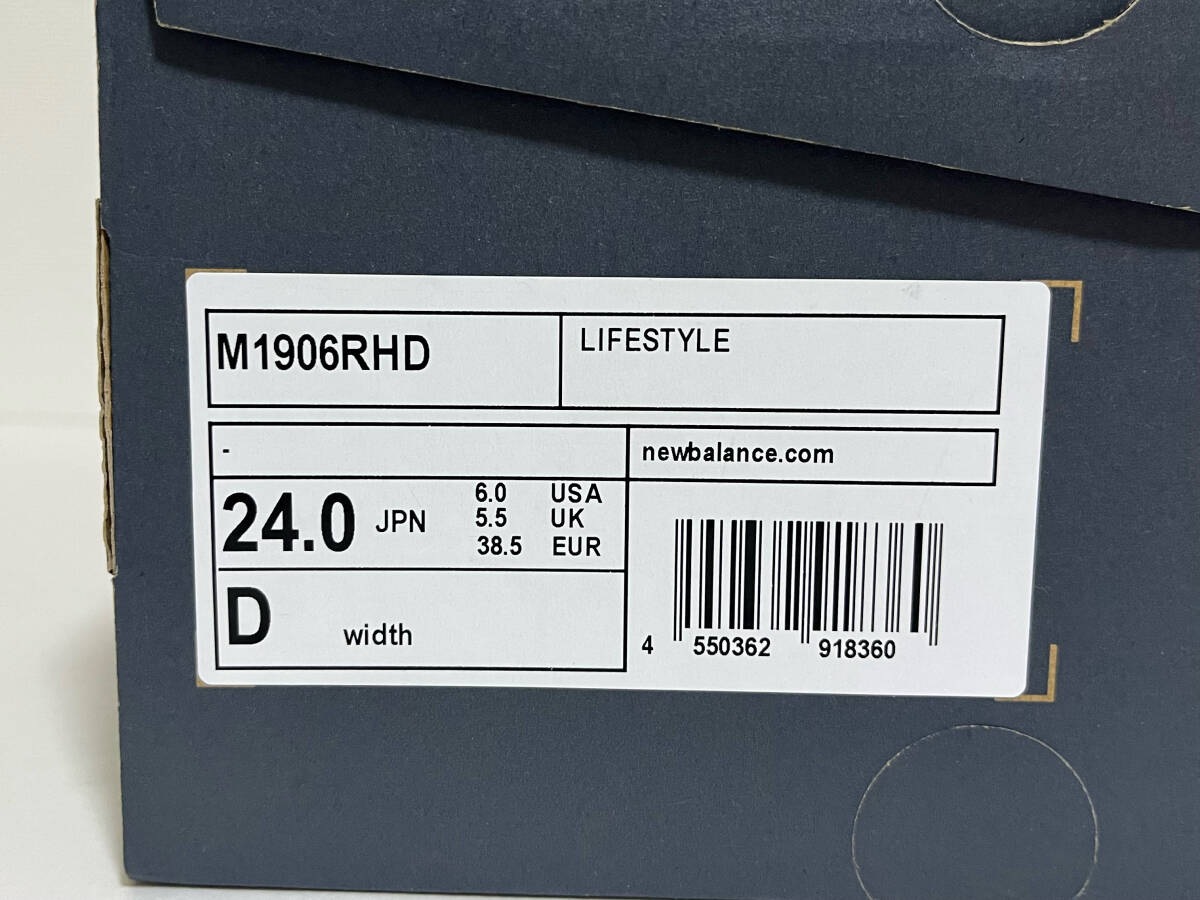 M1906RHD
LIFESTYLE
-
newbalance.com
24.0 JPN
6.0 USA
5.5 UK
38.5 EUR
D width
4 550362 918360